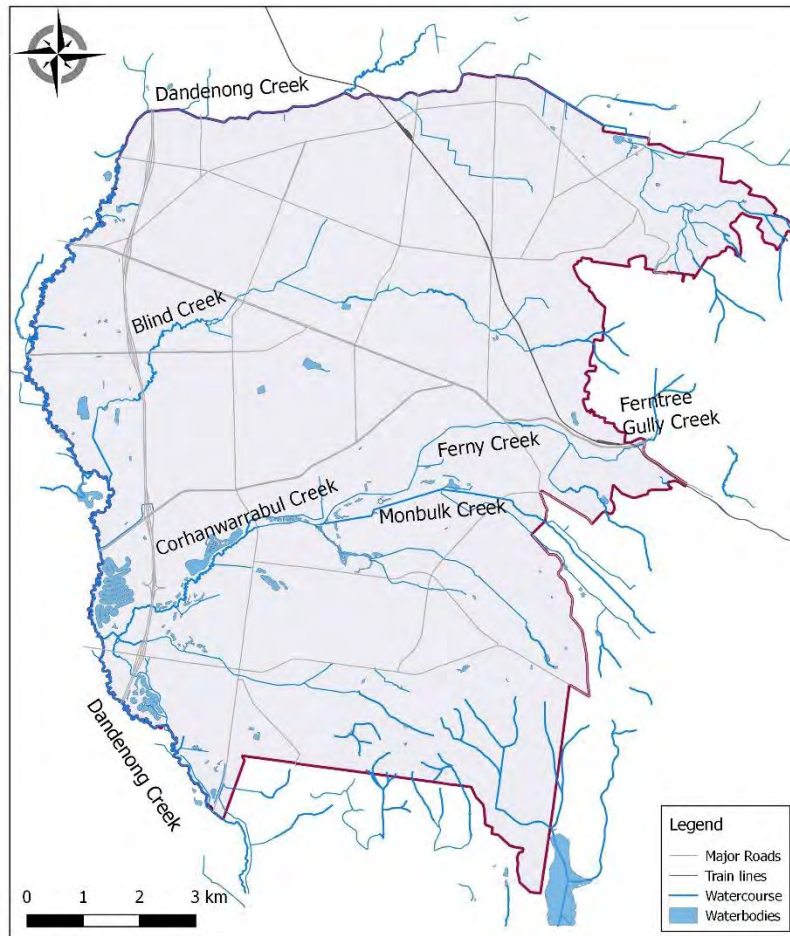 Dandenong Creek
Blind Creek
Ferntree
Gully Creek
Ferny Creek
Corhanwarrabul Creek
Monbulk Creek
Dandenong Creek
Legend
Major Roads
Train lines
Watercourse
Waterbodies
0 1 2 3 km